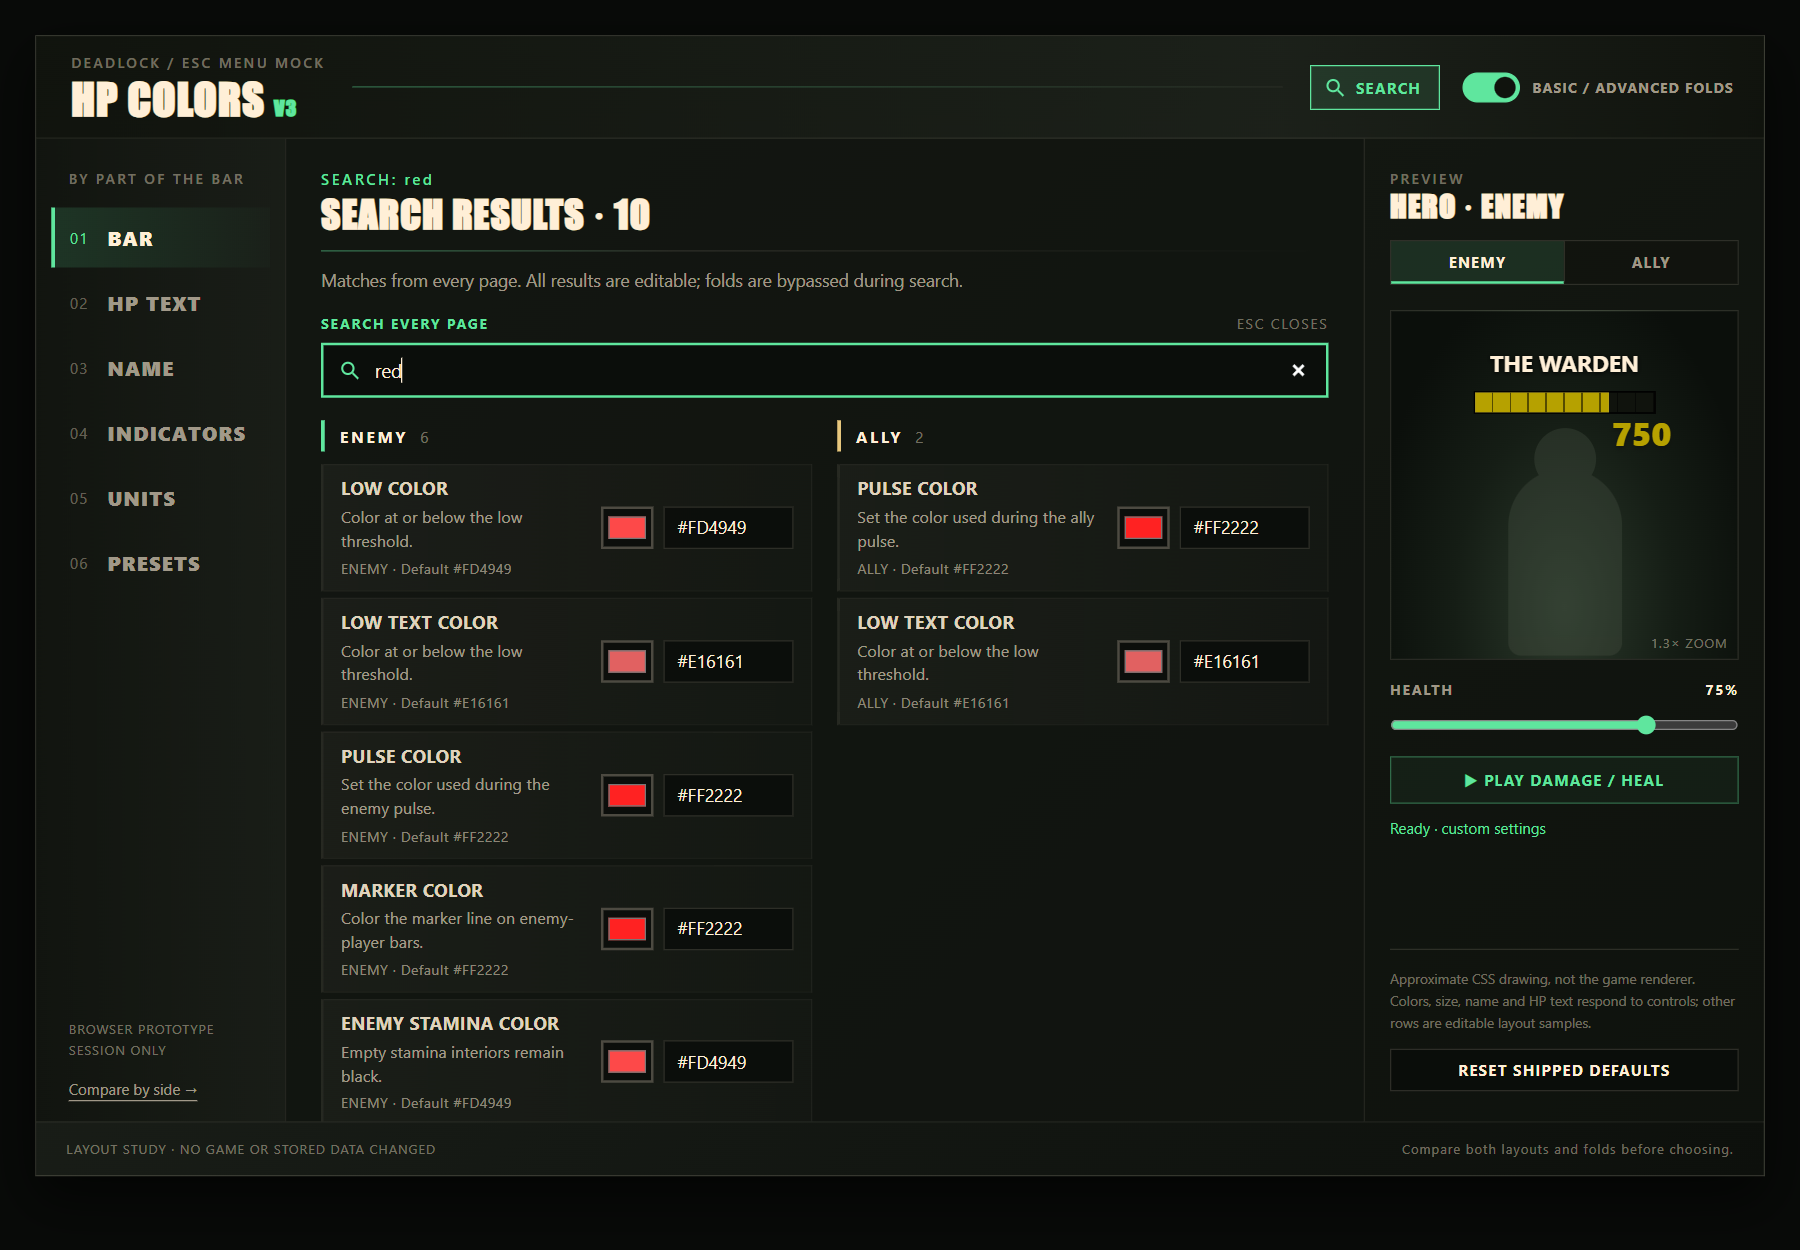 DEADLOCK / ESC MENU MOCK
HP COLORS V3
SEARCH
BASIC / ADVANCED FOLDS
BY PART OF THE BAR
01 BAR
02 HP TEXT
03 NAME
04 INDICATORS
05 UNITS
06 PRESETS
BROWSER PROTOTYPE
SESSION ONLY
Compare by side →
SEARCH: red
SEARCH RESULTS · 10
Matches from every page. All results are editable; folds are bypassed during search.
SEARCH EVERY PAGE
ESC CLOSES
red
ENEMY 6
LOW COLOR
Color at or below the low
threshold.
ENEMY · Default #FD4949
#FD4949
LOW TEXT COLOR
Color at or below the low
threshold.
ENEMY · Default #E16161
#E16161
PULSE COLOR
Set the color used during the
enemy pulse.
ENEMY · Default #FF2222
#FF2222
MARKER COLOR
Color the marker line on enemy-
player bars.
ENEMY · Default #FF2222
#FF2222
ENEMY STAMINA COLOR
Empty stamina interiors remain
black.
ENEMY · Default #FD4949
#FD4949
ALLY 2
PULSE COLOR
Set the color used during the ally
pulse.
ALLY · Default #FF2222
#FF2222
LOW TEXT COLOR
Color at or below the low
threshold.
ALLY · Default #E16161
#E16161
PREVIEW
HERO · ENEMY
ENEMY
ALLY
THE WARDEN
750
1.3× ZOOM
HEALTH
75%
▶ PLAY DAMAGE / HEAL
Ready · custom settings
Approximate CSS drawing, not the game renderer.
Colors, size, name and HP text respond to controls; other
rows are editable layout samples.
RESET SHIPPED DEFAULTS
LAYOUT STUDY · NO GAME OR STORED DATA CHANGED
Compare both layouts and folds before choosing.